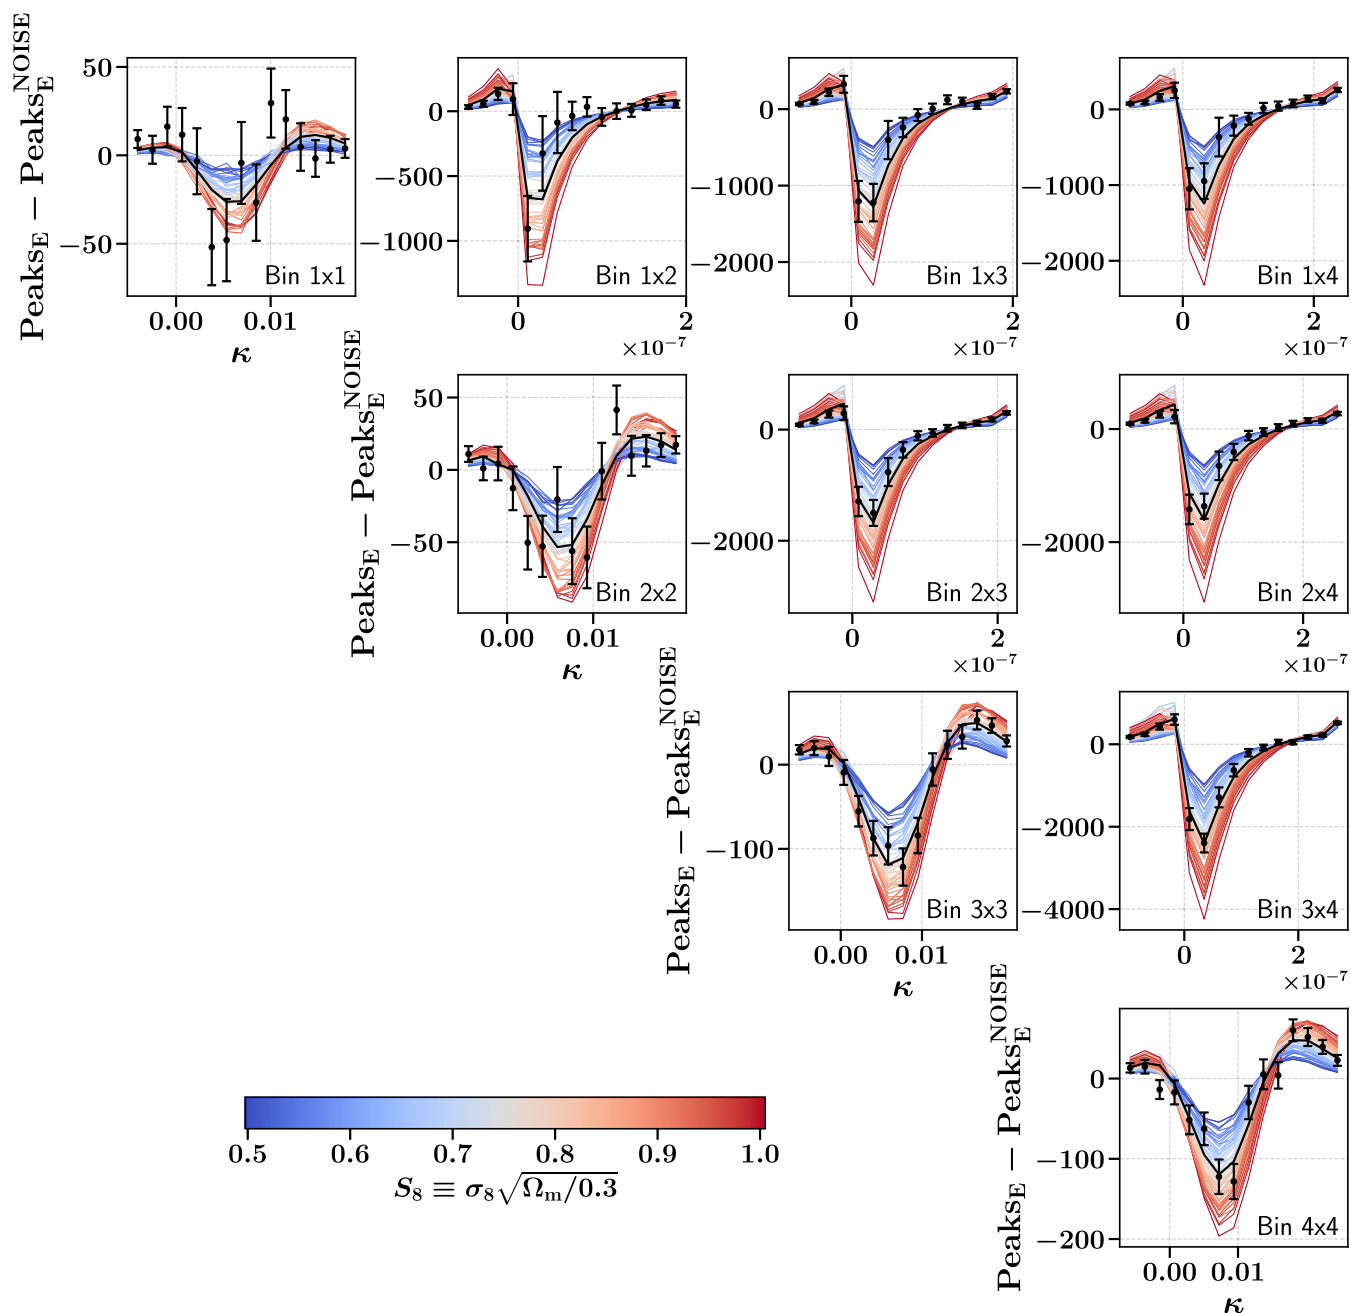 Peaks_E − Peaks_E^NOISE
50
0
−50
0.00
0.01
κ
Bin 1x1
0
−500
−1000
0
2
×10⁻⁷
Bin 1x2
0
−1000
−2000
0
2
×10⁻⁷
Bin 1x3
0
−1000
−2000
0
2
×10⁻⁷
Bin 1x4
Peaks_E − Peaks_E^NOISE
50
0
−50
0.00
0.01
κ
Bin 2x2
0
−2000
0
2
×10⁻⁷
Bin 2x3
0
−2000
0
2
×10⁻⁷
Bin 2x4
Peaks_E − Peaks_E^NOISE
0
−100
0.00
0.01
κ
Bin 3x3
0
−2000
−4000
0
2
×10⁻⁷
Bin 3x4
Peaks_E − Peaks_E^NOISE
0
−100
−200
0.00
0.01
κ
Bin 4x4
0.5 0.6 0.7 0.8 0.9 1.0
S₈ ≡ σ₈√Ωₘ/0.3